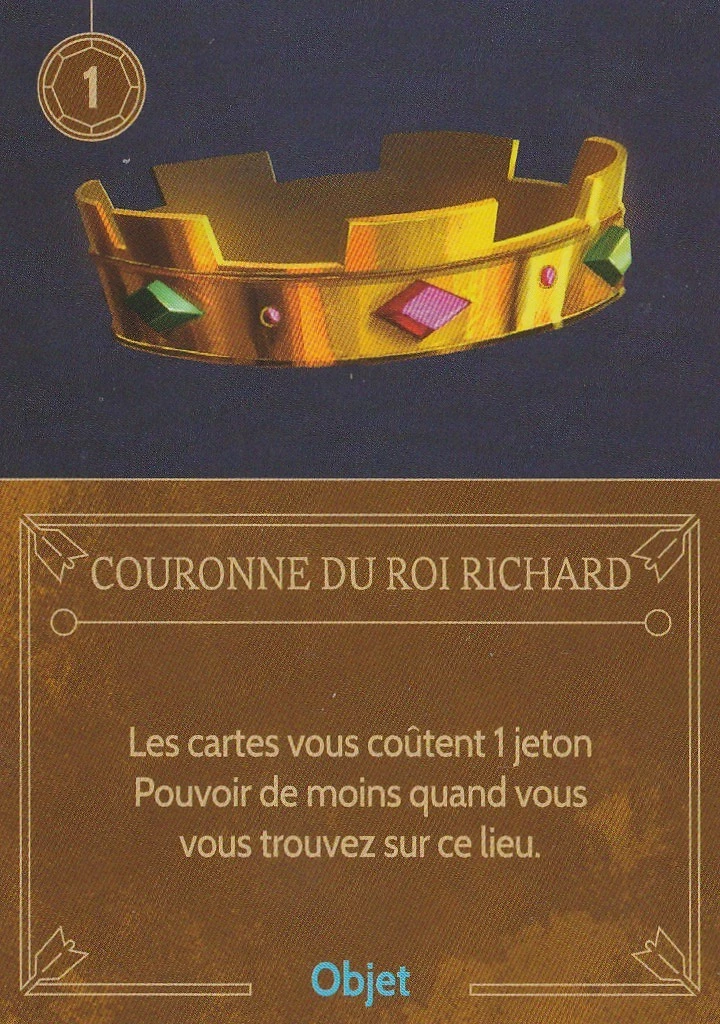 1
COURONNE DU ROI RICHARD
Les cartes vous coûtent 1 jeton
Pouvoir de moins quand vous
vous trouvez sur ce lieu.
Objet